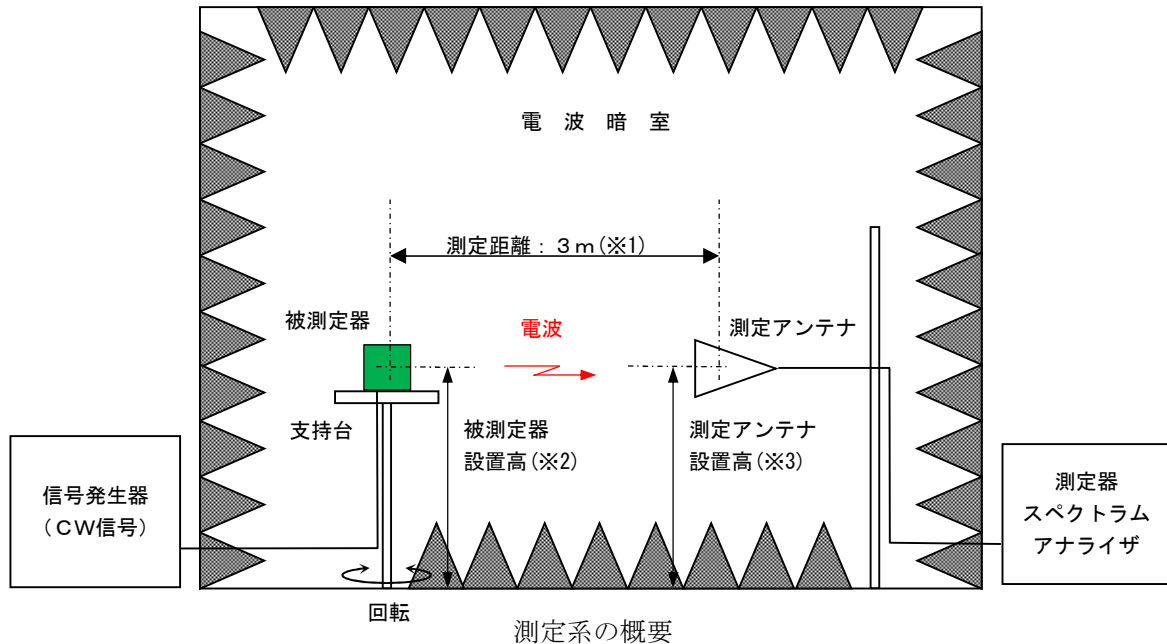 電 波 暗 室
測定距離：３ｍ(※1)
被測定器
電波
測定アンテナ
支持台
被測定器
設置高(※2)
測定アンテナ
設置高(※3)
信号発生器
（ＣＷ信号）
測定器
スペクトラム
アナライザ
回転
測定系の概要